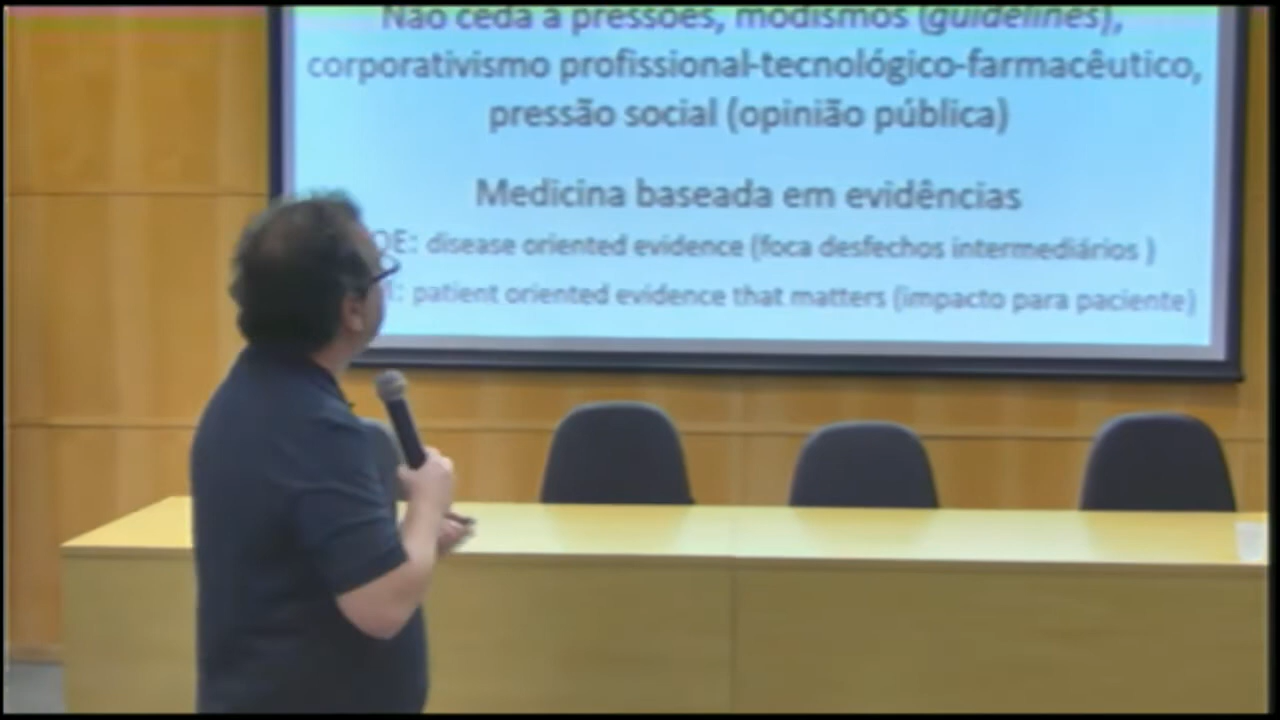 Não ceda a pressões, modismos (guidelines),
corporativismo profissional-tecnológico-farmacêutico,
pressão social (opinião pública)
Medicina baseada em evidências
OE: disease oriented evidence (foca desfechos intermediários )
: patient oriented evidence that matters (impacto para paciente)